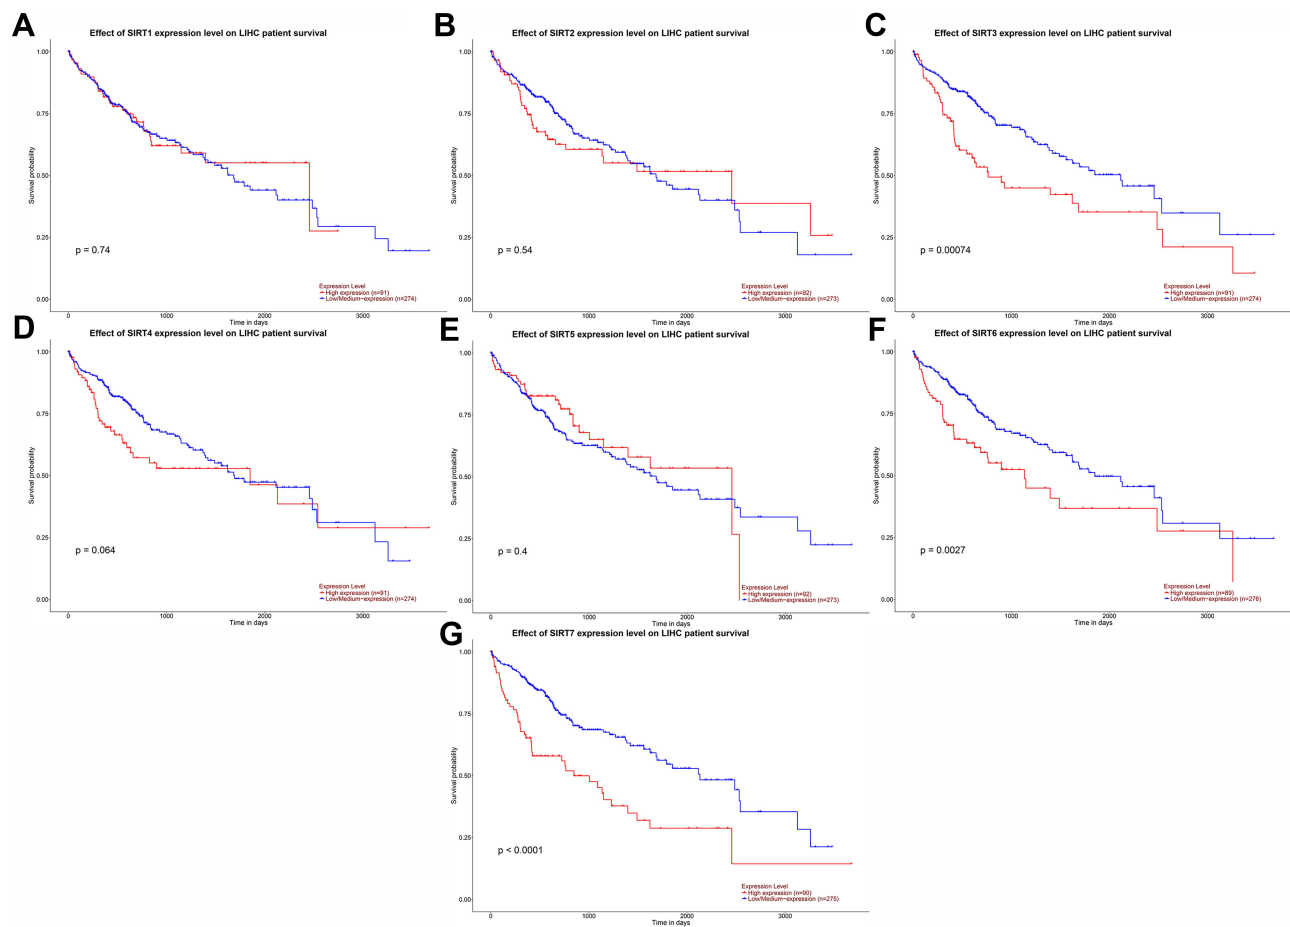 A
Effect of SIRT1 expression level on LIHC patient survival
1.00
0.75
0.50
0.25
0.00
Survival probability
p = 0.74
Expression Level
High expression (n=91)
Low/Medium−expression (n=274)
0
1000
2000
3000
Time in days
B
Effect of SIRT2 expression level on LIHC patient survival
1.00
0.75
0.50
0.25
0.00
Survival probability
p = 0.54
Expression Level
High expression (n=92)
Low/Medium−expression (n=273)
0
1000
2000
3000
Time in days
C
Effect of SIRT3 expression level on LIHC patient survival
1.00
0.75
0.50
0.25
0.00
Survival probability
p = 0.00074
Expression Level
High expression (n=91)
Low/Medium−expression (n=274)
0
1000
2000
3000
Time in days
D
Effect of SIRT4 expression level on LIHC patient survival
1.00
0.75
0.50
0.25
0.00
Survival probability
p = 0.064
Expression Level
High expression (n=91)
Low/Medium−expression (n=274)
0
1000
2000
3000
Time in days
E
Effect of SIRT5 expression level on LIHC patient survival
1.00
0.75
0.50
0.25
0.00
Survival probability
p = 0.4
Expression Level
High expression (n=92)
Low/Medium−expression (n=273)
0
1000
2000
3000
Time in days
F
Effect of SIRT6 expression level on LIHC patient survival
1.00
0.75
0.50
0.25
0.00
Survival probability
p = 0.0027
Expression Level
High expression (n=89)
Low/Medium−expression (n=276)
0
1000
2000
3000
Time in days
G
Effect of SIRT7 expression level on LIHC patient survival
1.00
0.75
0.50
0.25
0.00
Survival probability
p < 0.0001
Expression Level
High expression (n=90)
Low/Medium−expression (n=275)
0
1000
2000
3000
Time in days